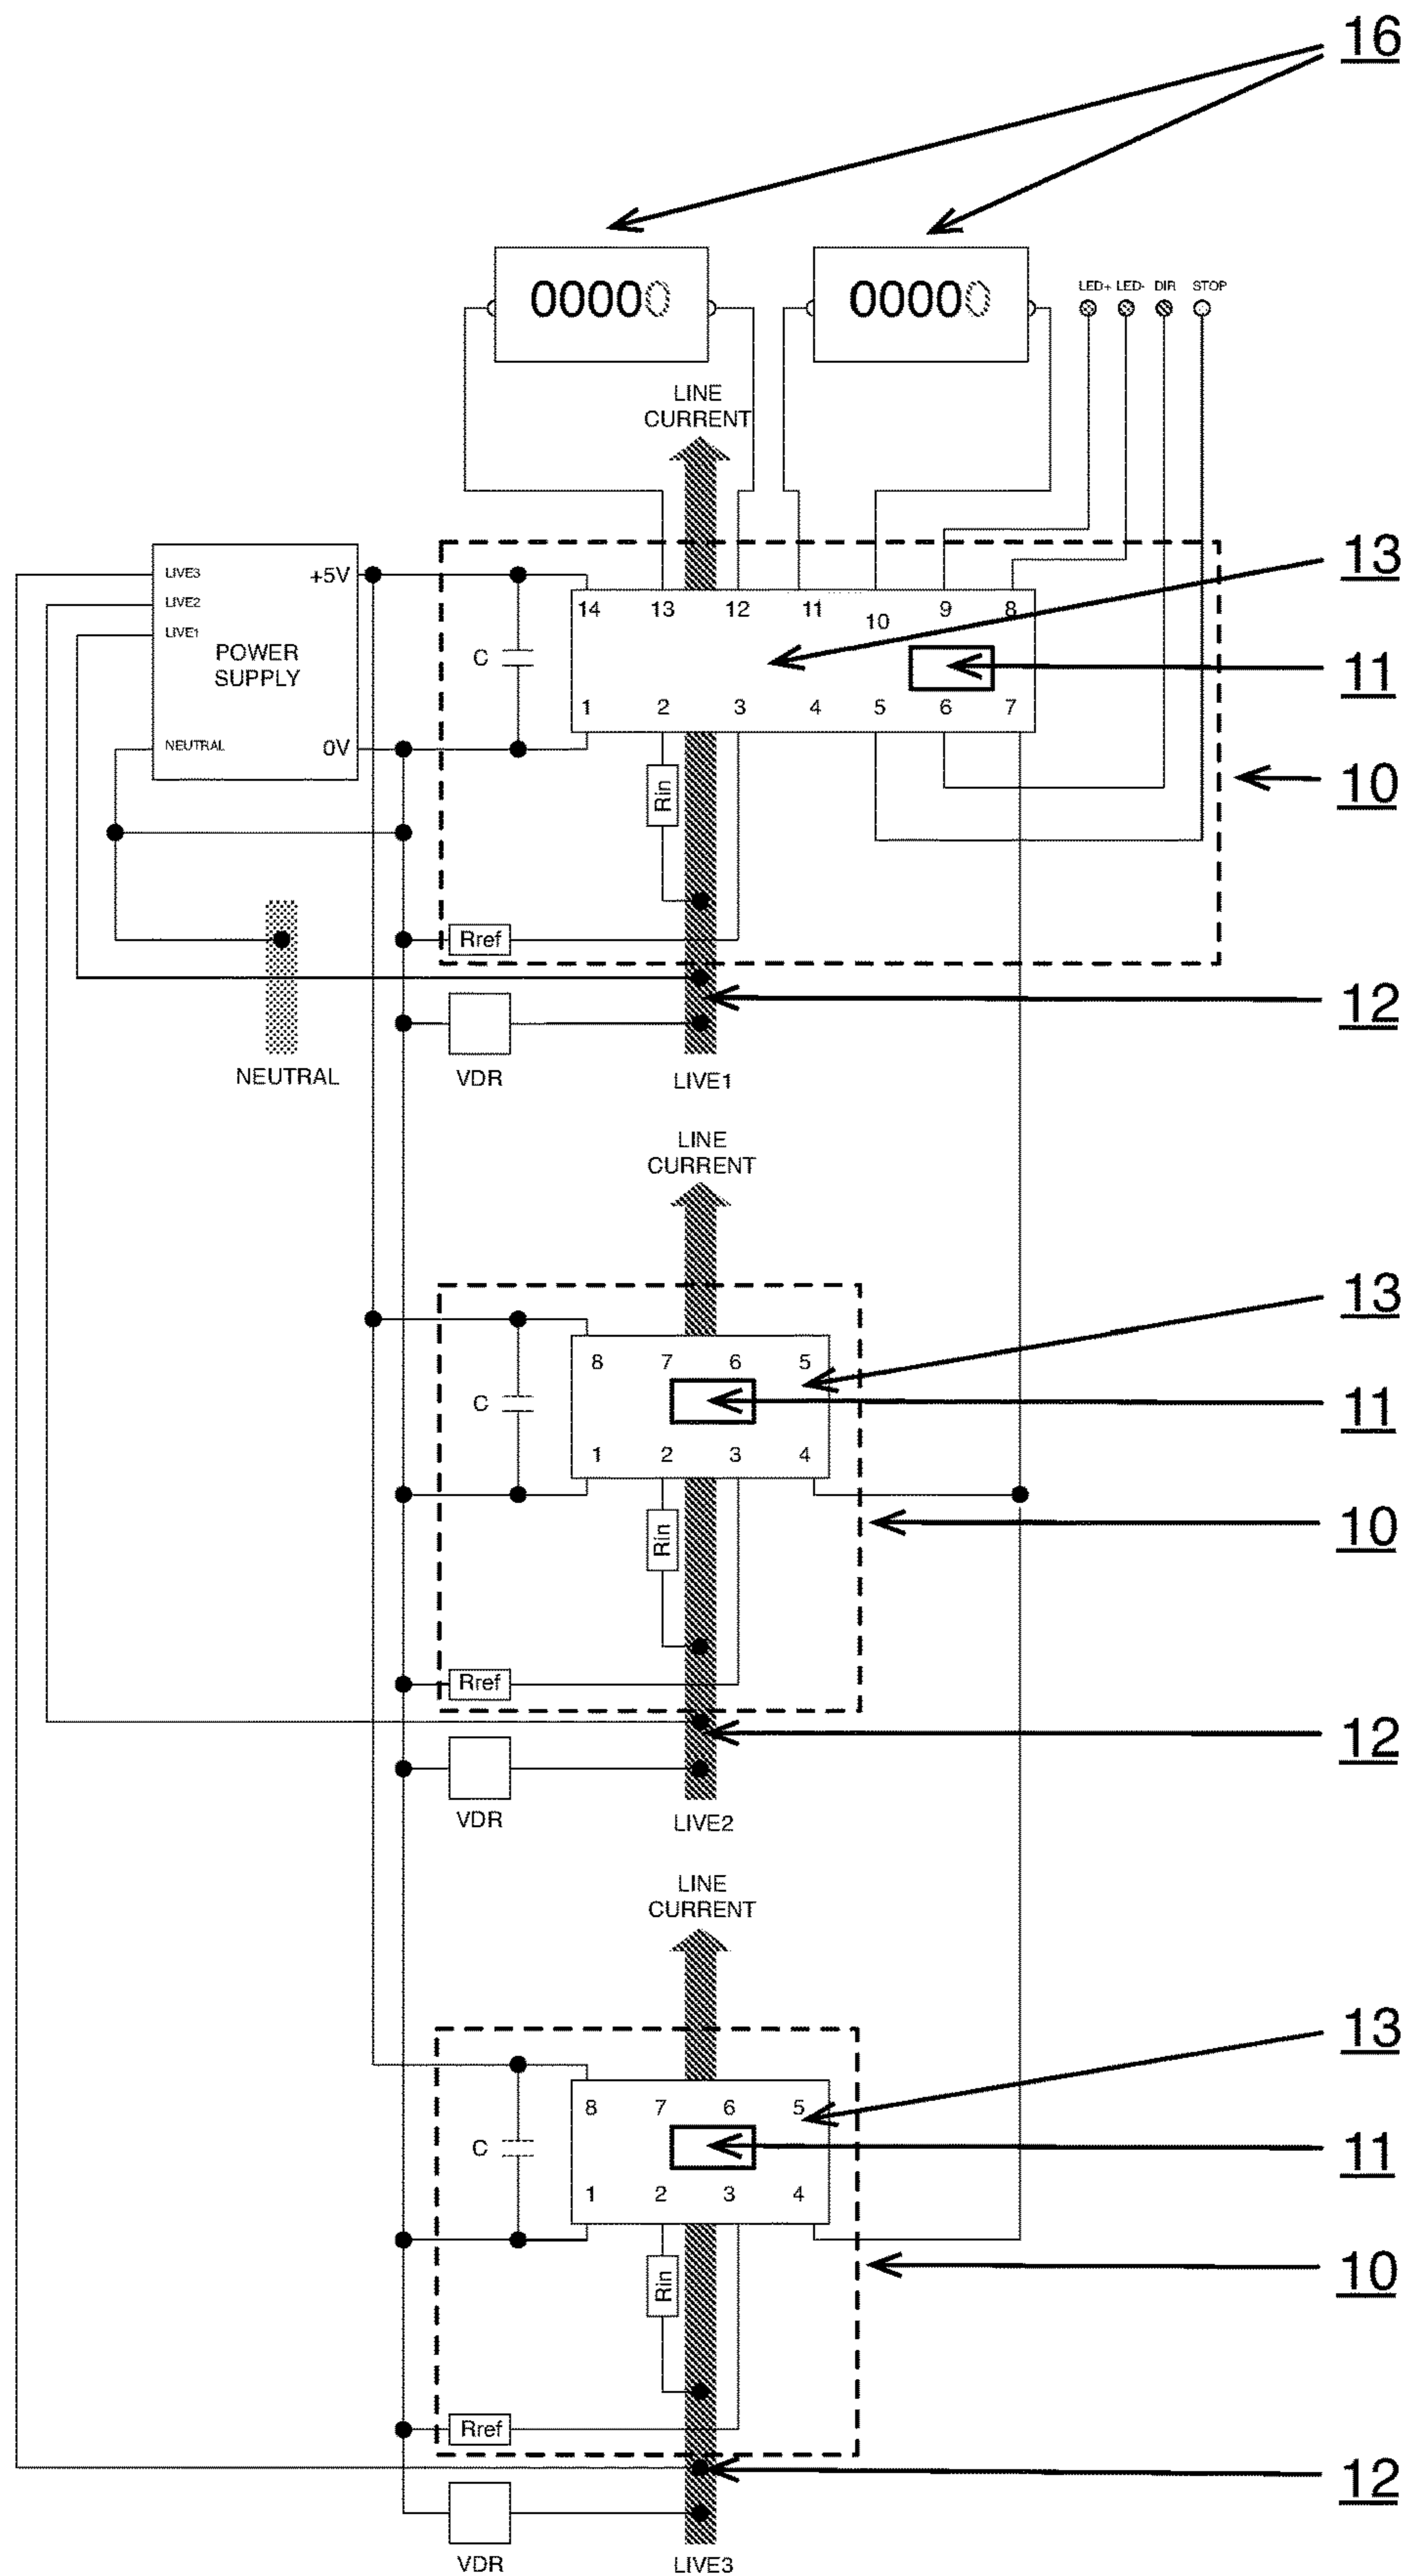 16
0000
0000
LED+ LED- DIR STOP
LINE
CURRENT
13
LIVE3
+5V
LIVE2
LIVE1
POWER
SUPPLY
NEUTRAL
0V
14 13 12 11 10 9 8
C
11
1 2 3 4 5 6 7
10
Rin
Rref
12
NEUTRAL
VDR
LIVE1
LINE
CURRENT
13
8 7 6 5
C
11
1 2 3 4
10
Rin
Rref
12
VDR
LIVE2
LINE
CURRENT
13
8 7 6 5
C
11
1 2 3 4
10
Rin
Rref
12
VDR
LIVE3